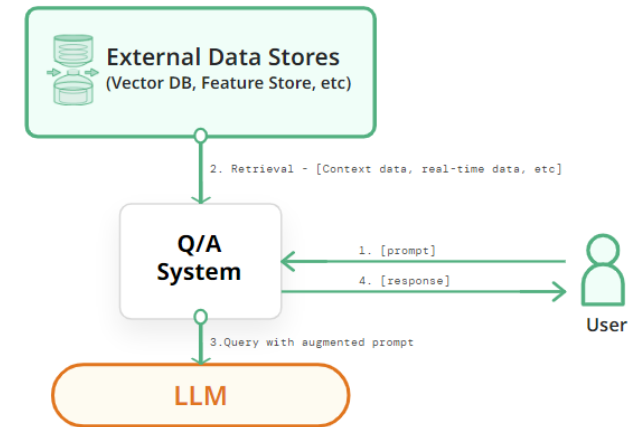 External Data Stores
(Vector DB, Feature Store, etc)
2. Retrieval - [Context data, real-time data, etc]
Q/A
System
1. [prompt]
4. [response]
User
3.Query with augmented prompt
LLM